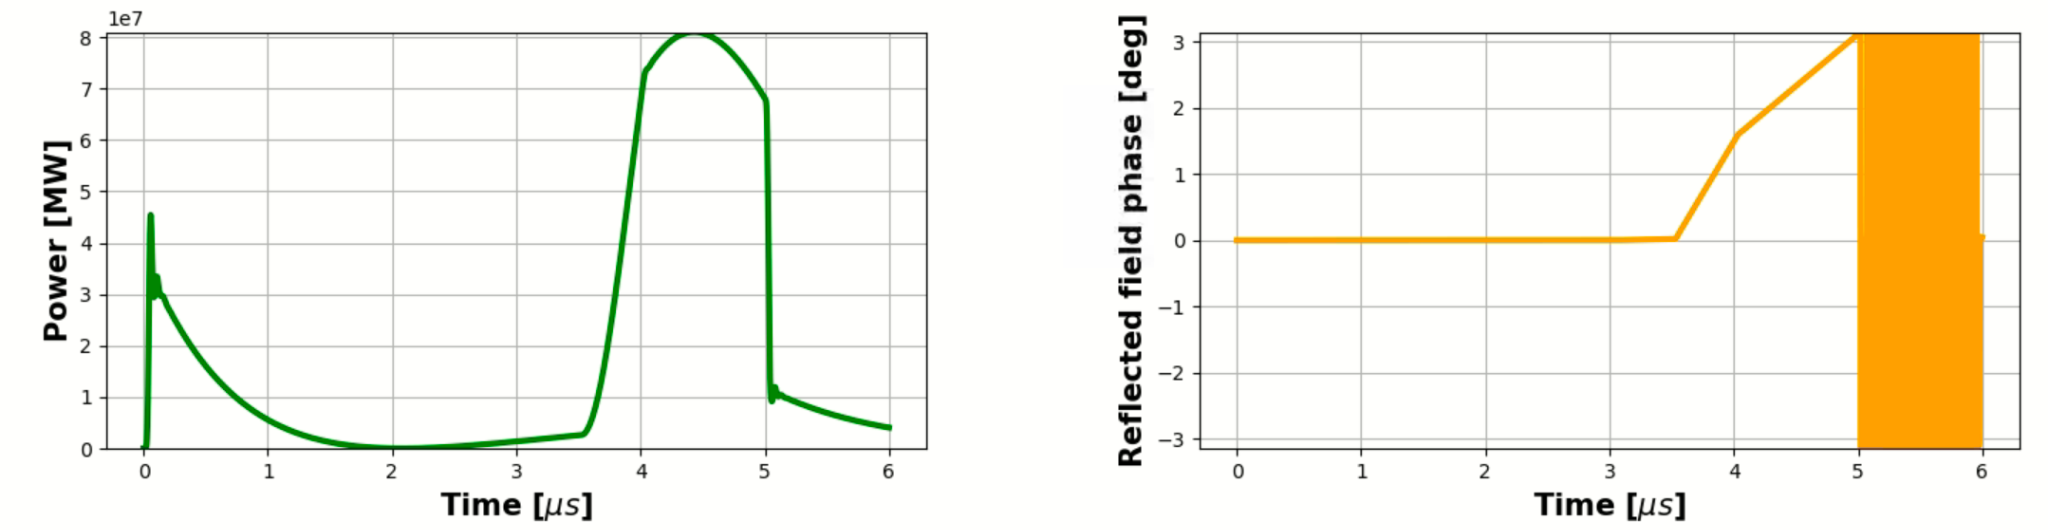 1e7
8
7
6
5
4
3
2
1
0
Power [MW]
0 1 2 3 4 5 6
Time [μs]
3
2
1
0
−1
−2
−3
Reflected field phase [deg]
0 1 2 3 4 5 6
Time [μs]